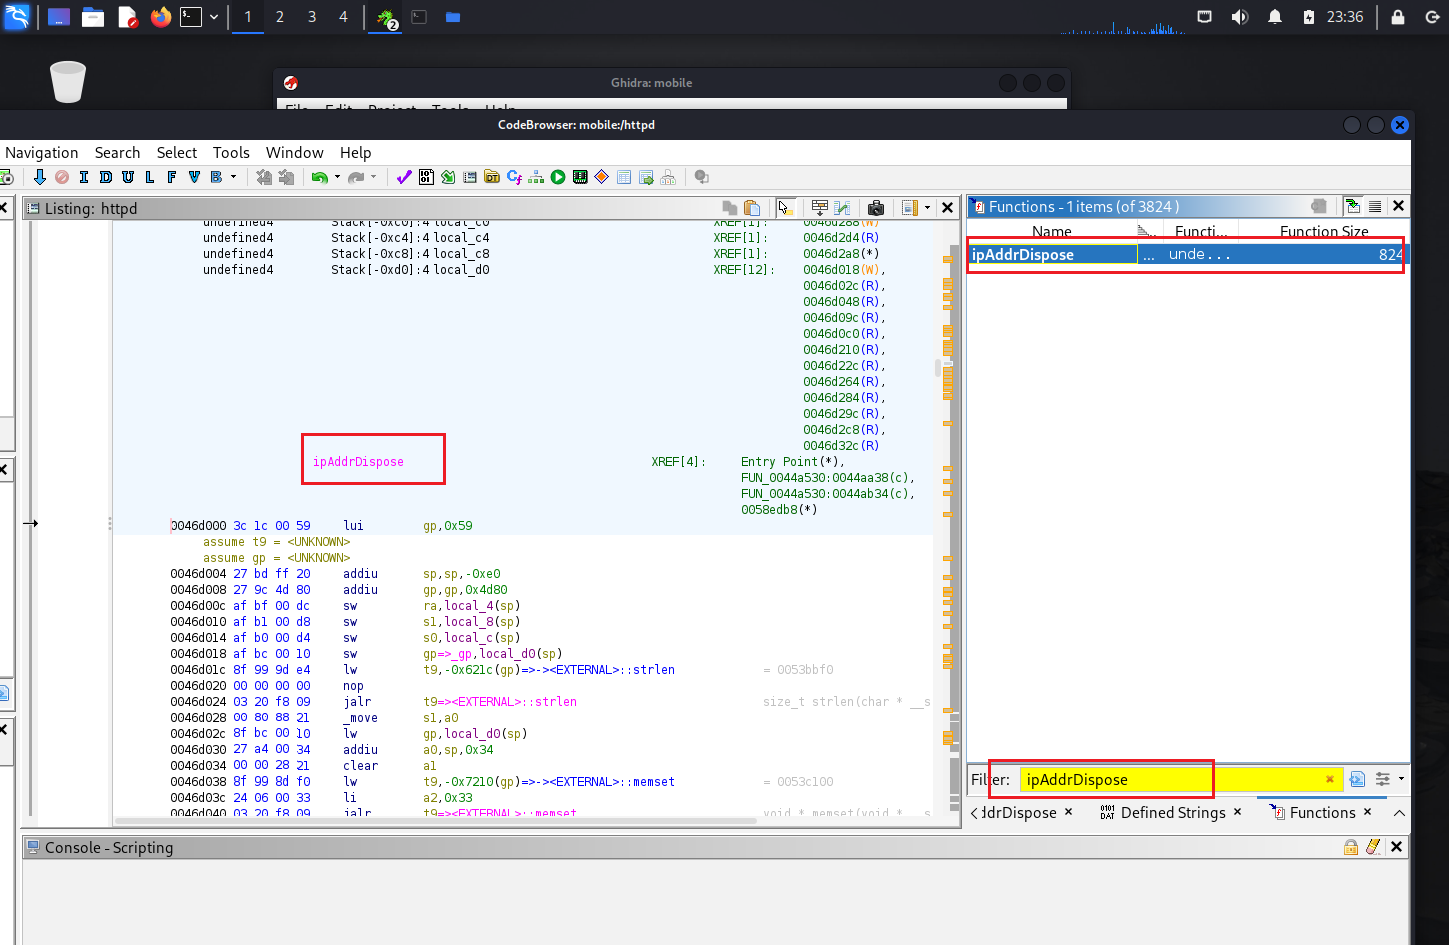 1 2 3 4 2 23:36
Ghidra: mobile
File Edit Project Tools Help
CodeBrowser: mobile:/httpd
Navigation Search Select Tools Window Help
I D U L F V B
Listing: httpd
undefined4 Stack[-0xc0]:4 local_c0 XREF[1]: 0046d288(W)
undefined4 Stack[-0xc4]:4 local_c4 XREF[1]: 0046d2d4(R)
undefined4 Stack[-0xc8]:4 local_c8 XREF[1]: 0046d2a8(*)
undefined4 Stack[-0xd0]:4 local_d0 XREF[12]: 0046d018(W),
0046d02c(R),
0046d048(R),
0046d09c(R),
0046d0c0(R),
0046d210(R),
0046d22c(R),
0046d264(R),
0046d284(R),
0046d29c(R),
0046d2c8(R),
0046d32c(R)
ipAddrDispose XREF[4]: Entry Point(*),
FUN_0044a530:0044aa38(c),
FUN_0044a530:0044ab34(c),
0058edb8(*)
0046d000 3c 1c 00 59 lui gp,0x59
assume t9 = <UNKNOWN>
assume gp = <UNKNOWN>
0046d004 27 bd ff 20 addiu sp,sp,-0xe0
0046d008 27 9c 4d 80 addiu gp,gp,0x4d80
0046d00c af bf 00 dc sw ra,local_4(sp)
0046d010 af b1 00 d8 sw s1,local_8(sp)
0046d014 af b0 00 d4 sw s0,local_c(sp)
0046d018 af bc 00 10 sw gp=>_gp,local_d0(sp)
0046d01c 8f 99 9d e4 lw t9,-0x621c(gp)=>-><EXTERNAL>::strlen = 0053bbf0
0046d020 00 00 00 00 nop
0046d024 03 20 f8 09 jalr t9=><EXTERNAL>::strlen size_t strlen(char * __s
0046d028 00 80 88 21 _move s1,a0
0046d02c 8f bc 00 10 lw gp,local_d0(sp)
0046d030 27 a4 00 34 addiu a0,sp,0x34
0046d034 00 00 28 21 clear a1
0046d038 8f 99 8d f0 lw t9,-0x7210(gp)=>-><EXTERNAL>::memset = 0053c100
0046d03c 24 06 00 33 li a2,0x33
0046d040 03 20 f8 09 jalr t9=><EXTERNAL>::memset void * memset(void * __s
Functions - 1 items (of 3824 )
Name Functi... Function Size
ipAddrDispose ... unde... 824
Filter: ipAddrDispose
ddrDispose × Defined Strings × Functions ×
Console - Scripting